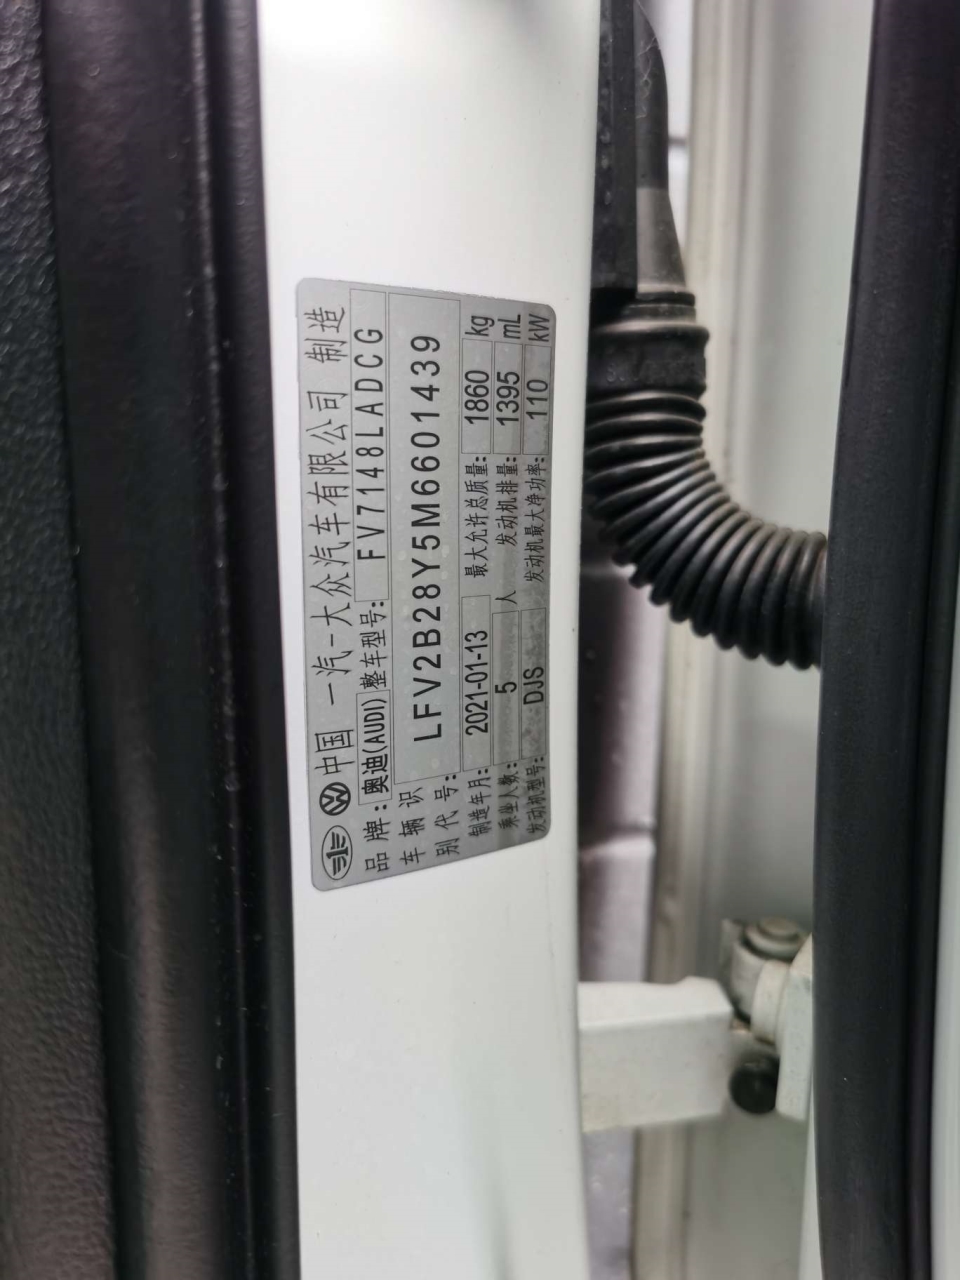 中国 一汽-大众汽车有限公司 制造
品牌: 奥迪(AUDI) 整车型号: FV7148LADCG
车辆识别代号: LFV2B28Y5M6601439
制造年月: 2021-01-13 最大允许总质量: 1860 kg
乘坐人数: 5 人 发动机排量: 1395 mL
发动机型号: DJS 发动机最大净功率: 110 kW